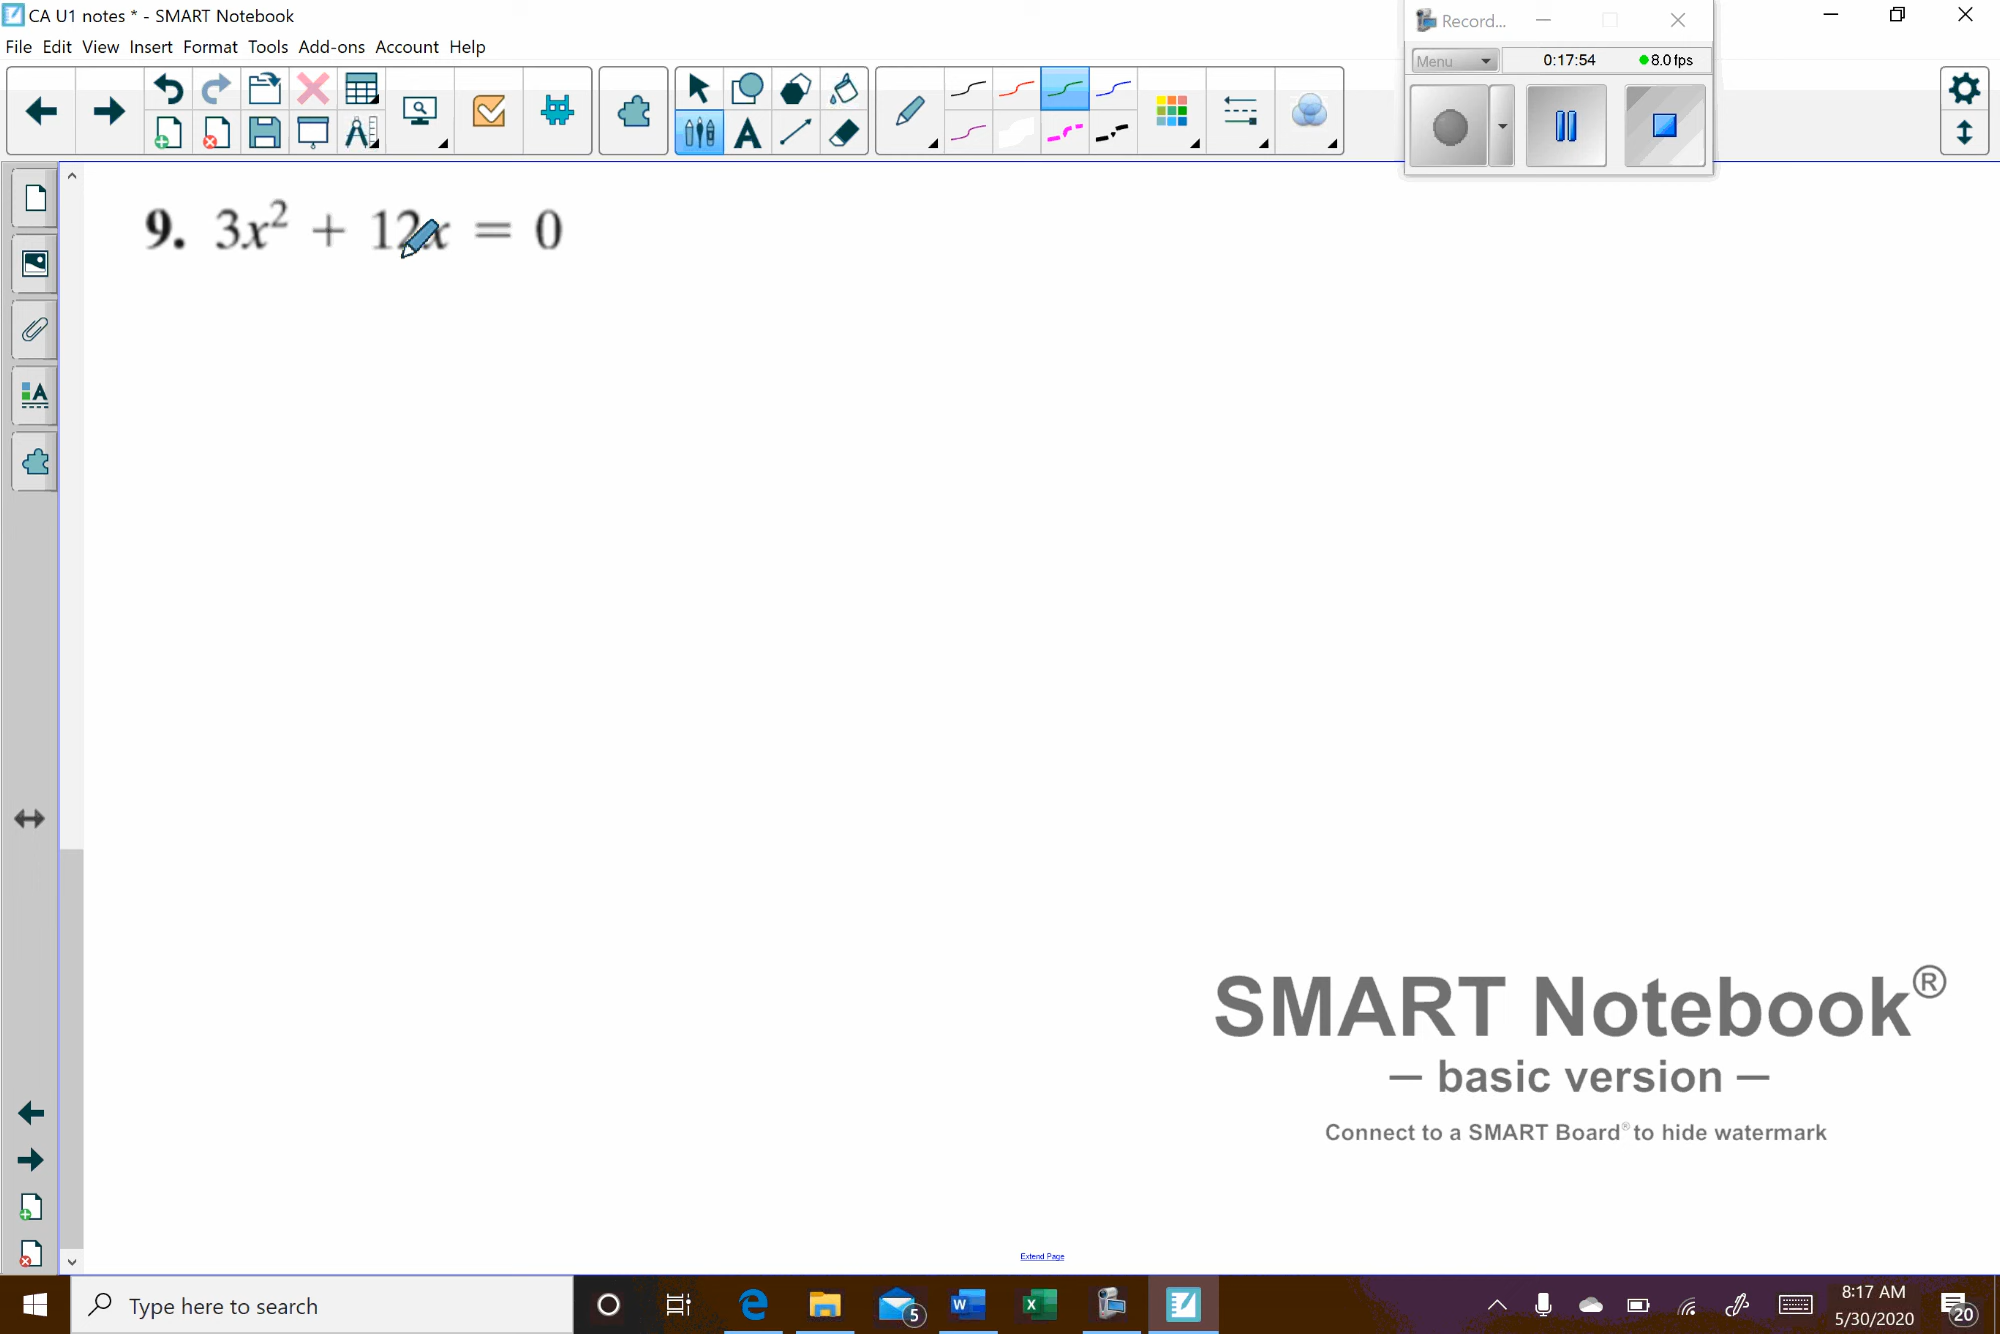 CA U1 notes * - SMART Notebook
Record...
File Edit View Insert Format Tools Add-ons Account Help
Menu
0:17:54
8.0 fps
9. 3x² + 12x = 0
SMART Notebook®
— basic version —
Connect to a SMART Board® to hide watermark
Extend Page
Type here to search
5
8:17 AM
5/30/2020
20